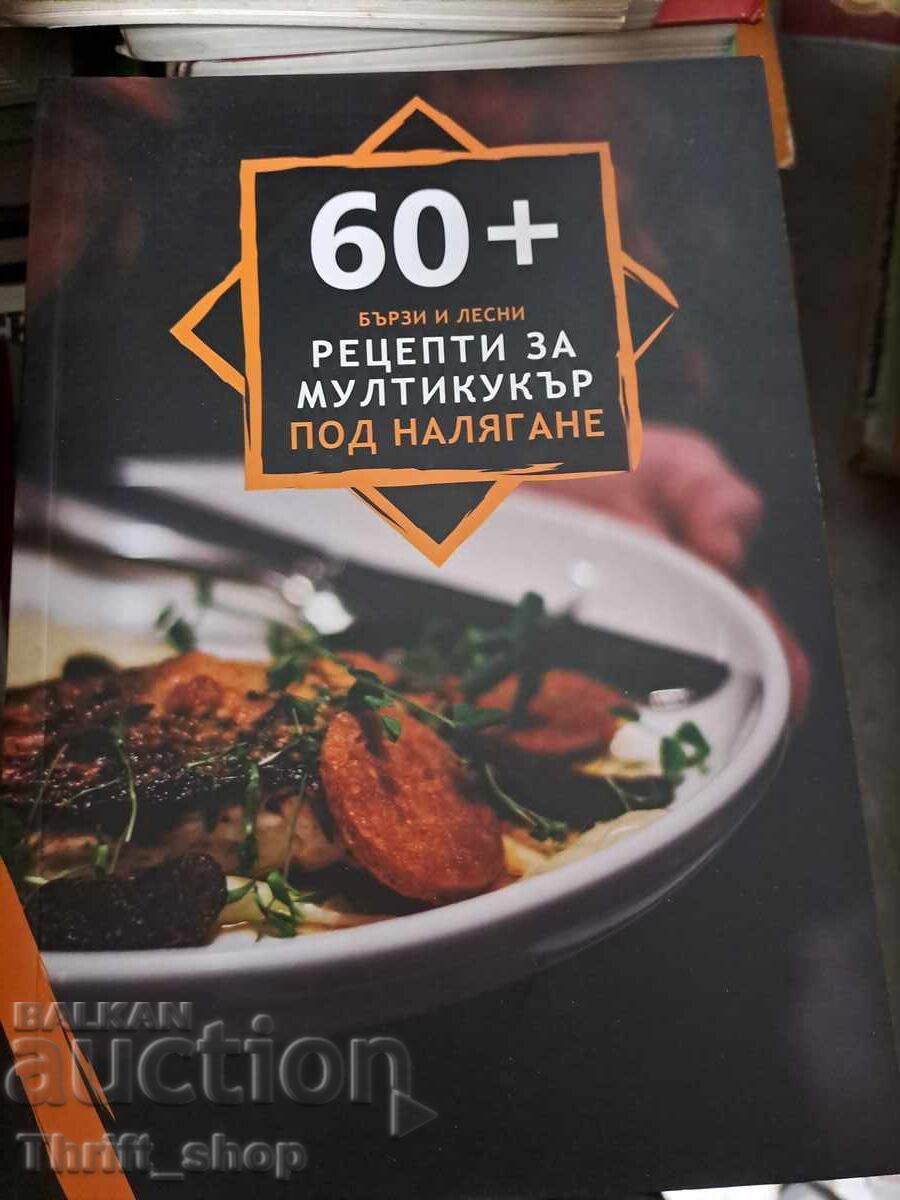 60+
БЪРЗИ И ЛЕСНИ
РЕЦЕПТИ ЗА
МУЛТИКУКЪР
ПОД НАЛЯГАНЕ
BALKAN
auction
Thrift_shop